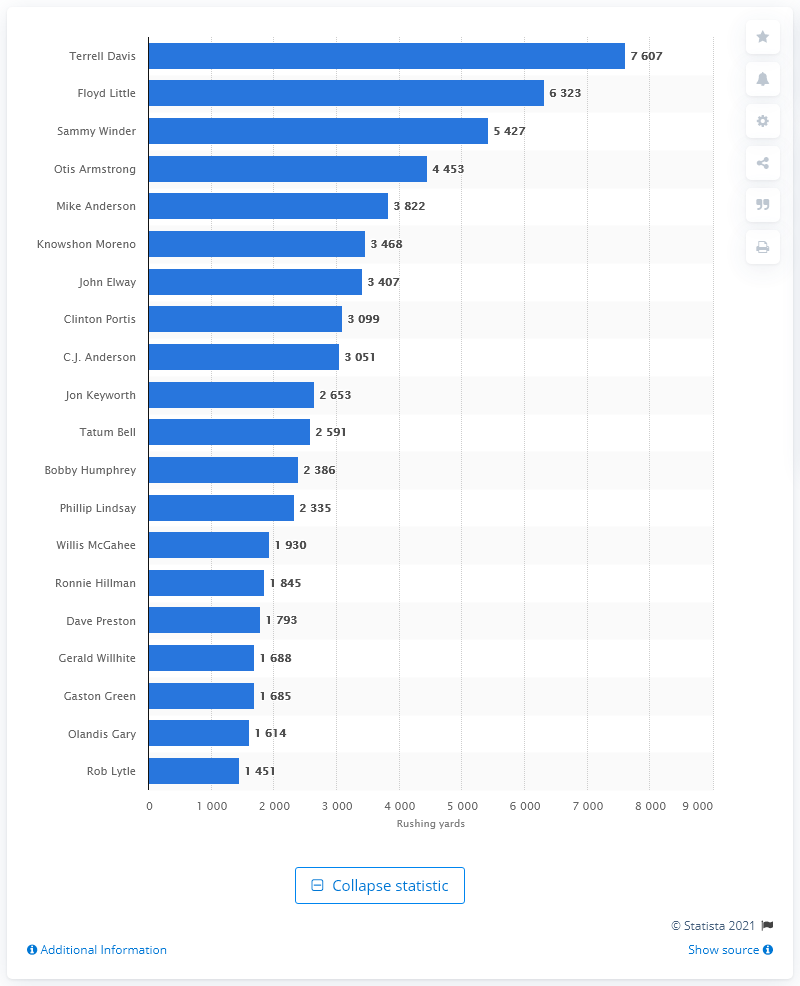 Terrell Davis 7 607
Floyd Little 6 323
Sammy Winder 5 427
Otis Armstrong 4 453
Mike Anderson 3 822
Knowshon Moreno 3 468
John Elway 3 407
Clinton Portis 3 099
C.J. Anderson 3 051
Jon Keyworth 2 653
Tatum Bell 2 591
Bobby Humphrey 2 386
Phillip Lindsay 2 335
Willis McGahee 1 930
Ronnie Hillman 1 845
Dave Preston 1 793
Gerald Willhite 1 688
Gaston Green 1 685
Olandis Gary 1 614
Rob Lytle 1 451
0 1 000 2 000 3 000 4 000 5 000 6 000 7 000 8 000 9 000
Rushing yards
Collapse statistic
© Statista 2021
Additional Information Show source